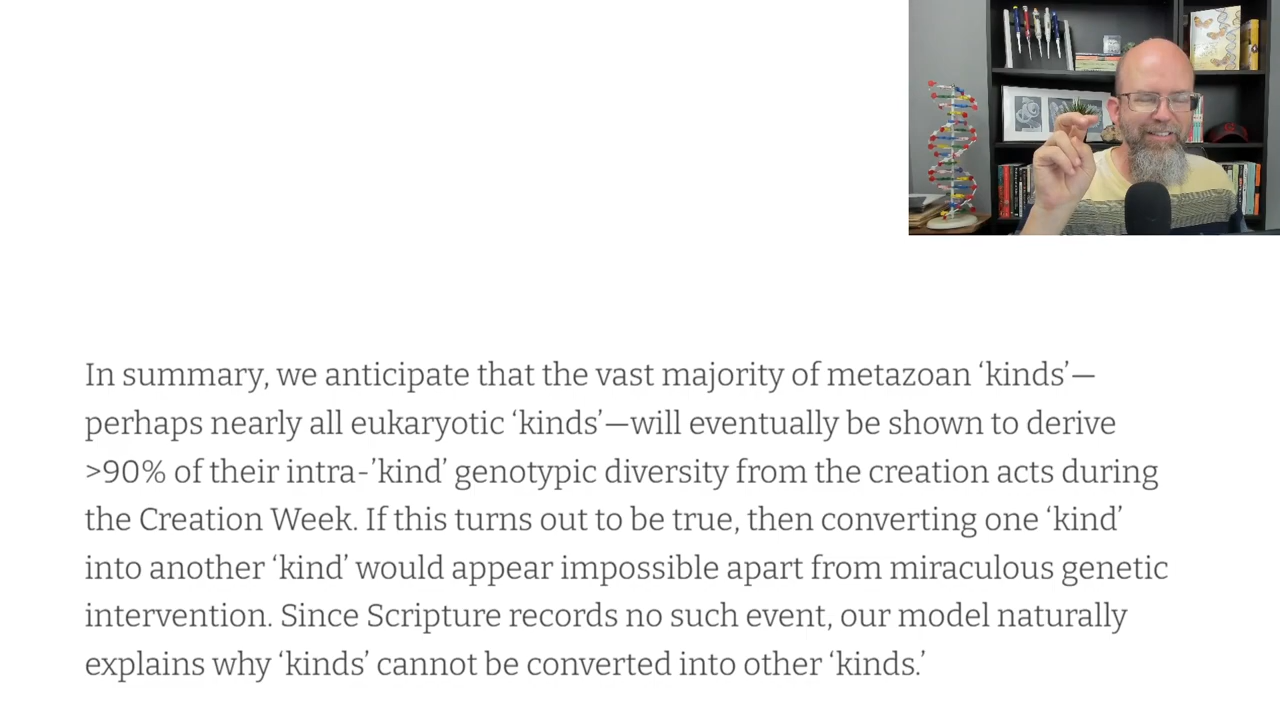 In summary, we anticipate that the vast majority of metazoan ‘kinds’—
perhaps nearly all eukaryotic ‘kinds’—will eventually be shown to derive
>90% of their intra-’kind’ genotypic diversity from the creation acts during
the Creation Week. If this turns out to be true, then converting one ‘kind’
into another ‘kind’ would appear impossible apart from miraculous genetic
intervention. Since Scripture records no such event, our model naturally
explains why ‘kinds’ cannot be converted into other ‘kinds.’